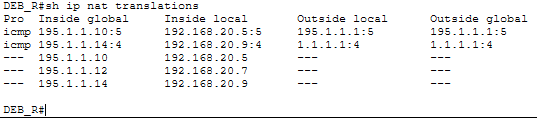 DEB_R#sh ip nat translations
Pro  Inside global     Inside local       Outside local      Outside global
icmp 195.1.1.10:5      192.168.20.5:5     195.1.1.1:5        195.1.1.1:5
icmp 195.1.1.14:4      192.168.20.9:4     1.1.1.1:4          1.1.1.1:4
--- 195.1.1.10         192.168.20.5       ---                ---
--- 195.1.1.12         192.168.20.7       ---                ---
--- 195.1.1.14         192.168.20.9       ---                ---
DEB_R#